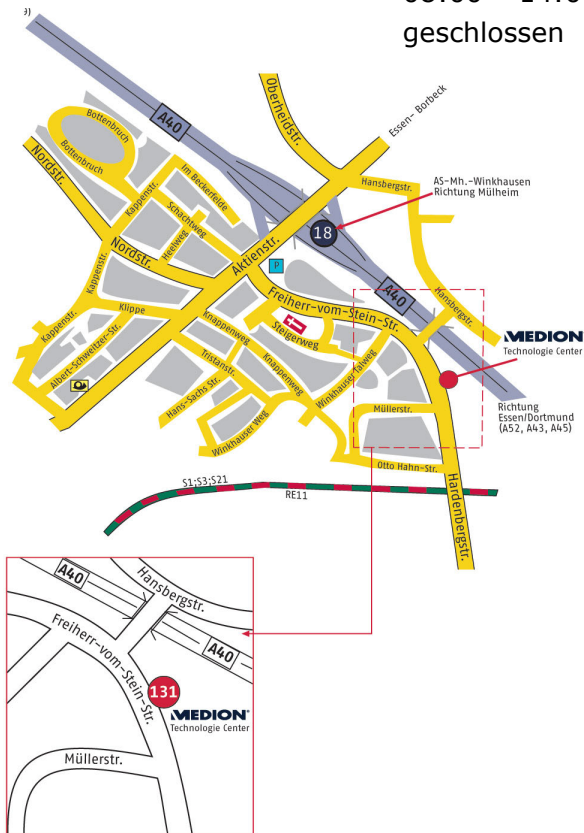 geschlossen
A40
Oberheidstr.
Essen- Borbeck
Bottenbruch
Bottenbruch
Nordstr.
Im Beckerfelde
Kappenstr.
Schachtweg
Heelweg
Hansbergstr.
AS-Mh.-Winkhausen
Richtung Mülheim
18
Aktienstr.
Nordstr.
P
Kappenstr.
A40
Hansbergstr.
Freiherr-vom-Stein-Str.
Klippe
Knappenweg
Steigerweg
MEDION
Technologie Center
Kappenstr.
Albert-Schweitzer-Str.
Tristanstr.
Knappenweg
Winkhauser Talweg
Hans-Sachs Str.
Winkhauser Weg
Müllerstr.
Richtung
Essen/Dortmund
(A52, A43, A45)
Otto Hahn-Str.
S1;S3;S21
RE11
Hardenbergstr.
A40
Hansbergstr.
Freiherr-vom-Stein-Str.
A40
131
MEDION®
Technologie Center
Müllerstr.